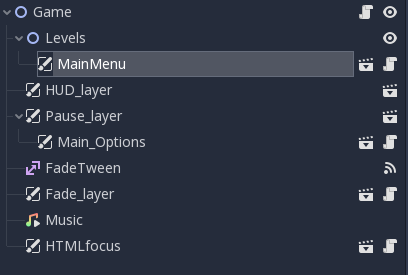 Game
Levels
MainMenu
HUD_layer
Pause_layer
Main_Options
FadeTween
Fade_layer
Music
HTMLfocus